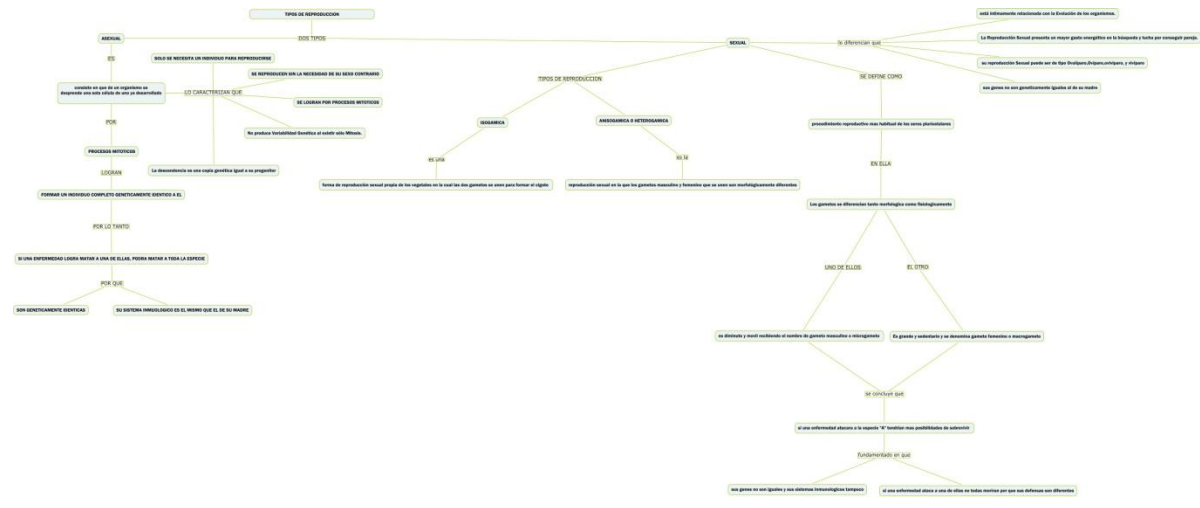 TIPOS DE REPRODUCCION
DOS TIPOS
ASEXUAL
ES
consiste en que de un organismo se
desprende una sola célula de una ya desarrollada
LO CARACTERIZAN QUE
SOLO SE NECESITA UN INDIVIDUO PARA REPRODUCIRSE
SE REPRODUCEN SIN LA NECESIDAD DE SU SEXO CONTRARIO
SE LOGRAN POR PROCESOS MITOTICOS
No produce Variabilidad Genética al existir sólo Mitosis.
La descendencia es una copia genética igual a su progenitor
POR
PROCESOS MITOTICOS
LOGRAN
FORMAR UN INDIVIDUO COMPLETO GENETICAMENTE IDENTICO A EL
POR LO TANTO
SI UNA ENFERMEDAD LOGRA MATAR A UNA DE ELLAS, PODRA MATAR A TODA LA ESPECIE
POR QUE
SON GENETICAMENTE IDENTICAS
SU SISTEMA INMUOLOGICO ES EL MISMO QUE EL DE SU MADRE
SEXUAL
TIPOS DE REPRODUCCION
ISOGAMICA
es una
forma de reproducción sexual propia de los vegetales en la cual los dos gametos se unen para formar el cigoto
ANISOGAMICA O HETEROGAMICA
es la
reproducción sexual en la que los gametos masculino y femenino que se unen son morfológicamente diferentes
le diferencian que
está íntimamente relacionada con la Evolución de los organismos.
La Reproducción Sexual presenta un mayor gasto energético en la búsqueda y lucha por conseguir pareja.
su reproducción Sexual puede ser de tipo
sus genes no son geneticamente iguales al de su madre
SE DEFINE COMO
procedimiento reproductivo mas habitual de los seres pluricelulares
EN ELLA
Los gametos se diferencian tanto morfologica como fisiologicamente
UNO DE ELLOS
es diminuto y movil recibiendo el nombre de gameto masculino o microgameto
EL OTRO
Es grande y sedentario y se denomina gameto femenino o macrogameto
se concluye que
si una enfermedad atacara a la especie "A" tendrian mas posibilidades de sobrevivir
fundamentado en que
sus genes no son iguales y sus sistemas inmunologicos tampoco
si una enfermedad ataca a una de ellas no todas morian por que sus defensas son diferentes